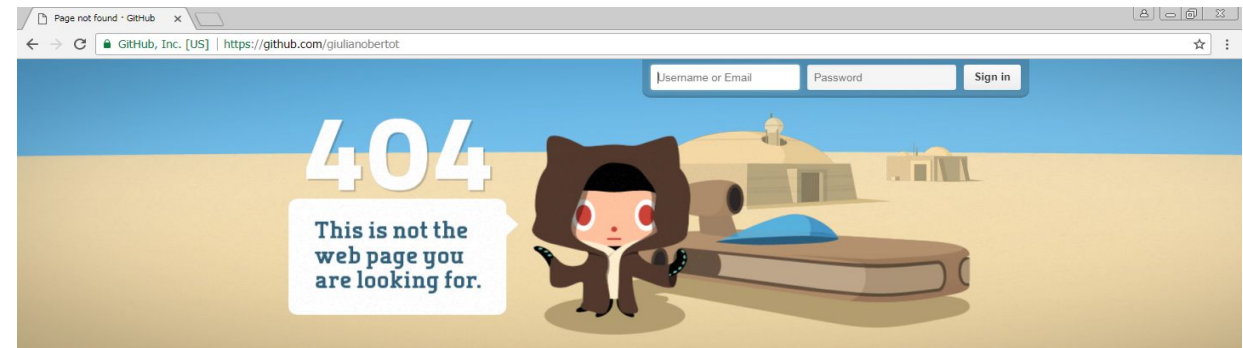 Page not found · GitHub
GitHub, Inc. [US] | https://github.com/giulianobertot
Username or Email Password Sign in
404
This is not the
web page you
are looking for.